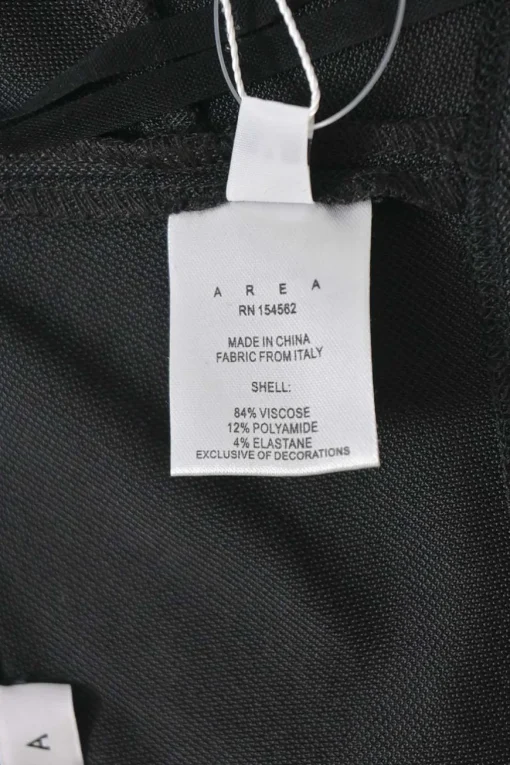 A R E A
RN 154562
MADE IN CHINA
FABRIC FROM ITALY
SHELL:
84% VISCOSE
12% POLYAMIDE
4% ELASTANE
EXCLUSIVE OF DECORATIONS
A